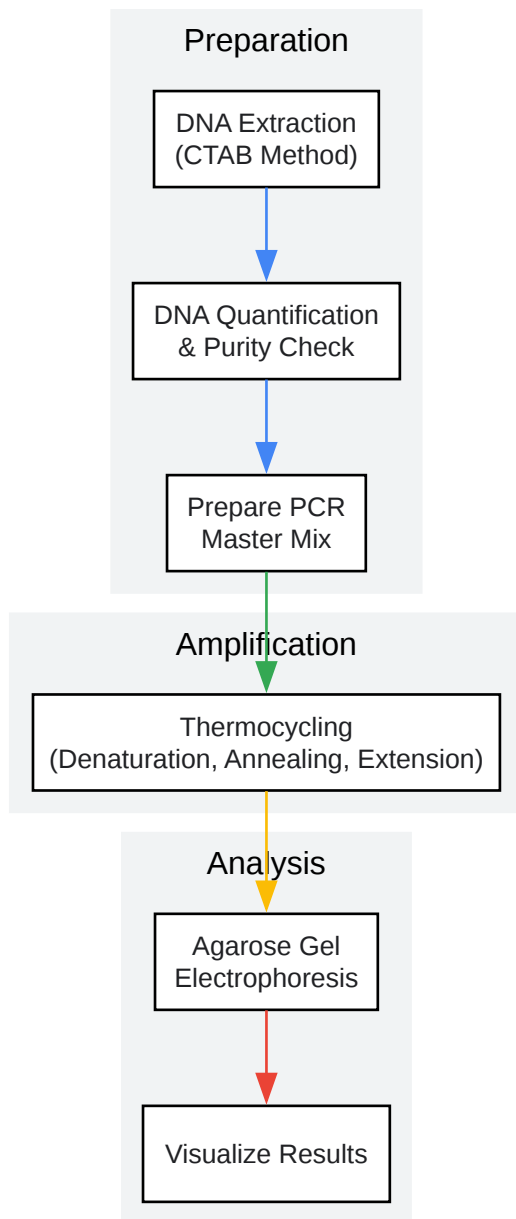 Preparation
DNA Extraction
(CTAB Method)
DNA Quantification
& Purity Check
Prepare PCR
Master Mix
Amplification
Thermocycling
(Denaturation, Annealing, Extension)
Analysis
Agarose Gel
Electrophoresis
Visualize Results